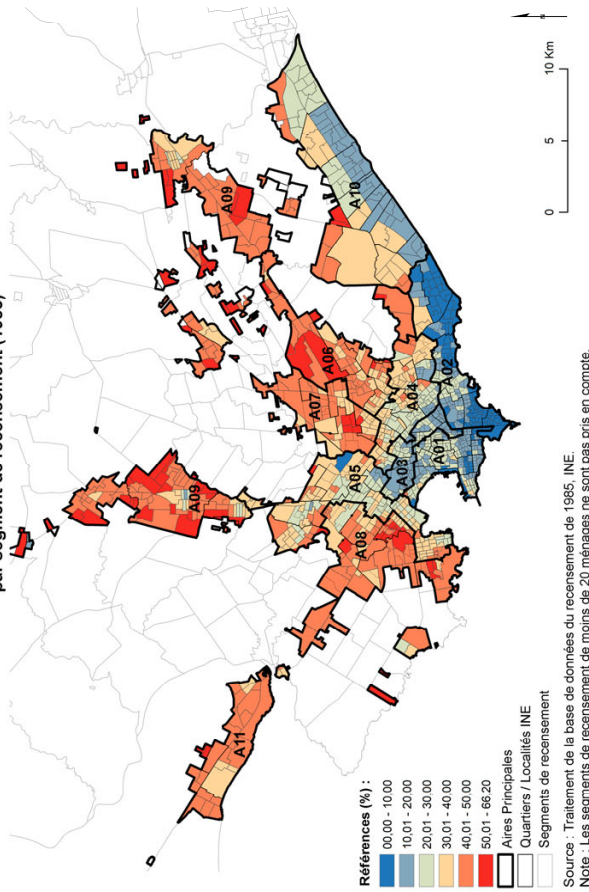 par segment de recensement (1985)
A09
A10
A06
A07
A04
A02
A09
A05
A03
A01
A08
A11
N
0 5 10 Km
Références (%) :
00,00 - 10,00
10,01 - 20,00
20,01 - 30,00
30,01 - 40,00
40,01 - 50,00
50,01 - 66,20
Aires Principales
Quartiers / Localités INE
Segments de recensement
Source : Traitement de la base de données du recensement de 1985, INE.
Note : Les segments de recensement de moins de 20 ménages ne sont pas pris en compte.